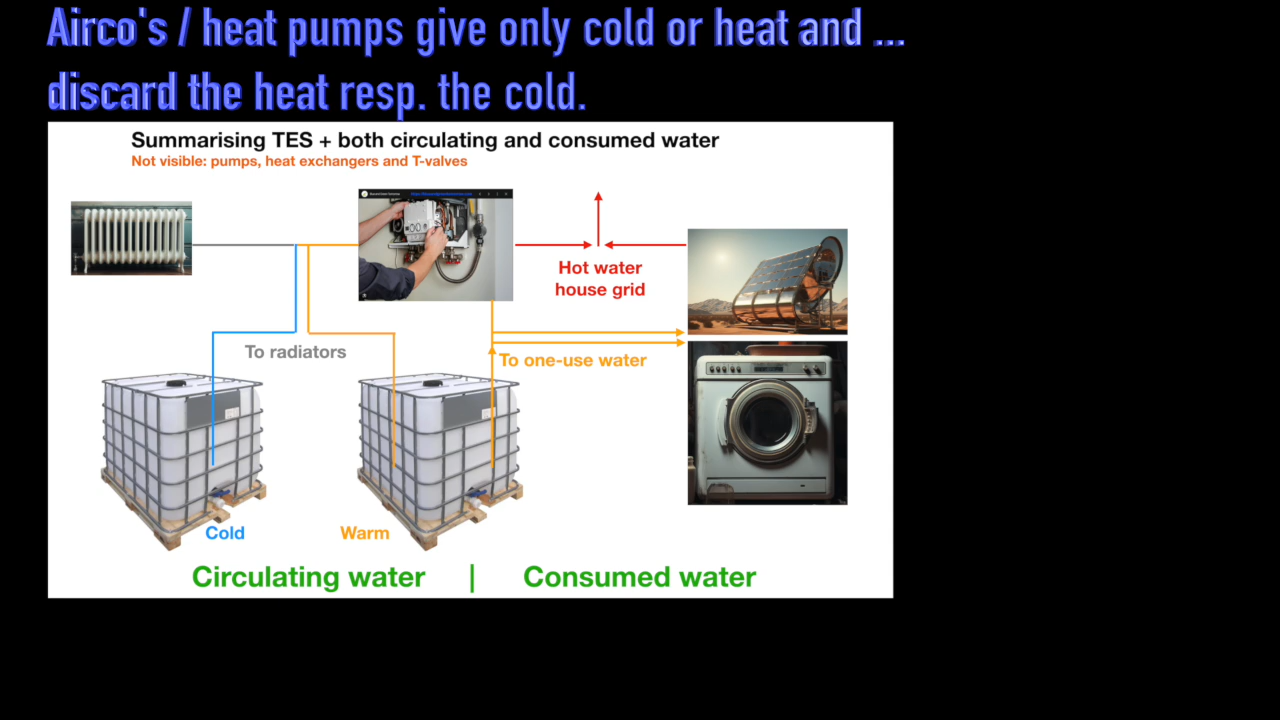 Airco's / heat pumps give only cold or heat and ...
discard the heat resp. the cold.
Summarising TES + both circulating and consumed water
Not visible: pumps, heat exchangers and T-valves
Hot water
house grid
To radiators
To one-use water
Cold
Warm
Circulating water | Consumed water